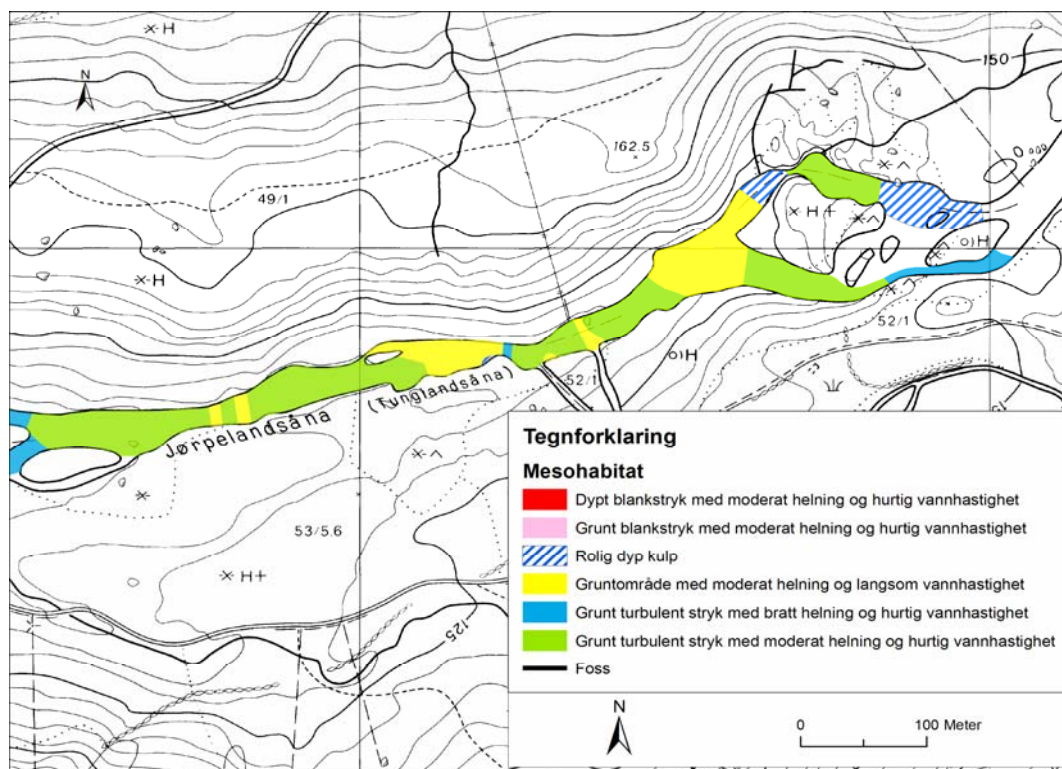 H
N
150
162.5
49/1
H+
H
H
52/1
H
52/1
(Tunglandsåna)
Jørpelandsåna
53/5.6
H+
125
Tegnforklaring
Mesohabitat
Dypt blankstryk med moderat helning og hurtig vannhastighet
Grunt blankstryk med moderat helning og hurtig vannhastighet
Rolig dyp kulp
Gruntområde med moderat helning og langsom vannhastighet
Grunt turbulent stryk med bratt helning og hurtig vannhastighet
Grunt turbulent stryk med moderat helning og hurtig vannhastighet
Foss
N
0 100 Meter